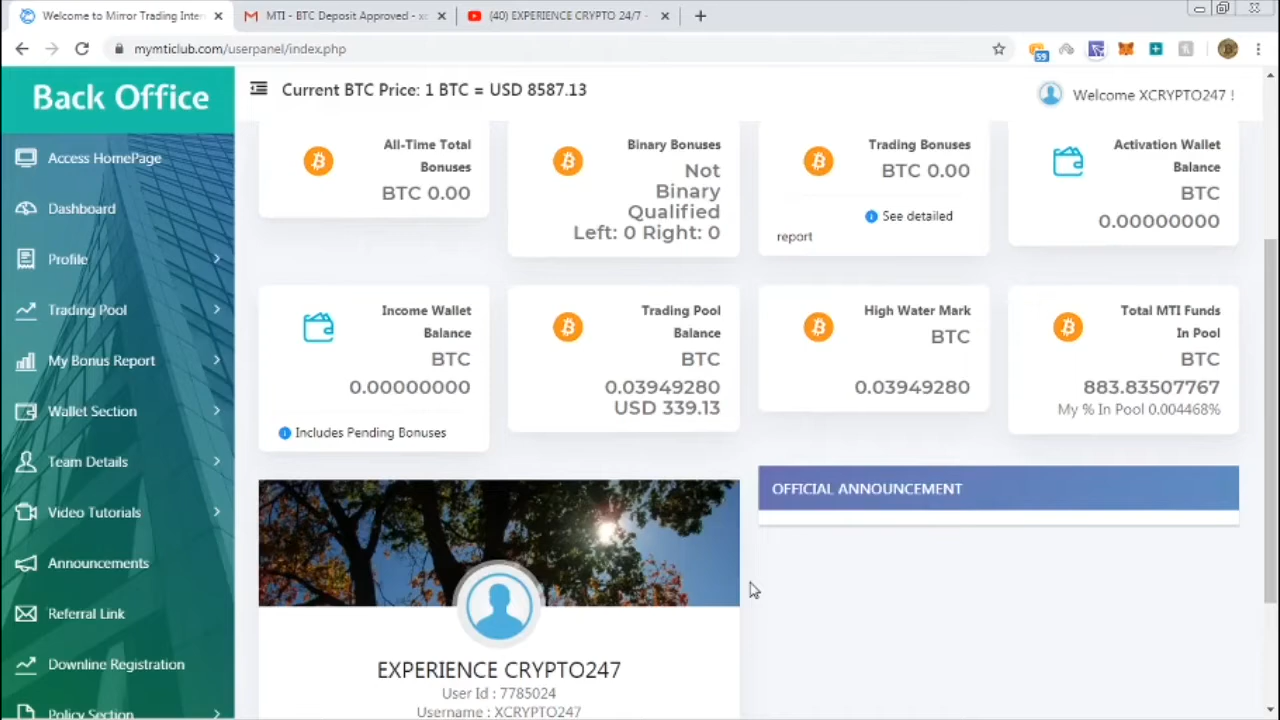 Welcome to Mirror Trading Inter
MTI - BTC Deposit Approved - xc
(40) EXPERIENCE CRYPTO 24/7 -
mymticlub.com/userpanel/index.php
59
Back Office
Current BTC Price: 1 BTC = USD 8587.13
Welcome XCRYPTO247 !
Access HomePage
Dashboard
Profile
Trading Pool
My Bonus Report
Wallet Section
Team Details
Video Tutorials
Announcements
Referral Link
Downline Registration
Policy Section
All-Time Total
Bonuses
BTC 0.00
Binary Bonuses
Not
Binary
Qualified
Left: 0 Right: 0
Trading Bonuses
BTC 0.00
See detailed
report
Activation Wallet
Balance
BTC
0.00000000
Income Wallet
Balance
BTC
0.00000000
Includes Pending Bonuses
Trading Pool
Balance
BTC
0.03949280
USD 339.13
High Water Mark
BTC
0.03949280
Total MTI Funds
In Pool
BTC
883.83507767
My % In Pool 0.004468%
OFFICIAL ANNOUNCEMENT
EXPERIENCE CRYPTO247
User Id : 7785024
Username : XCRYPTO247